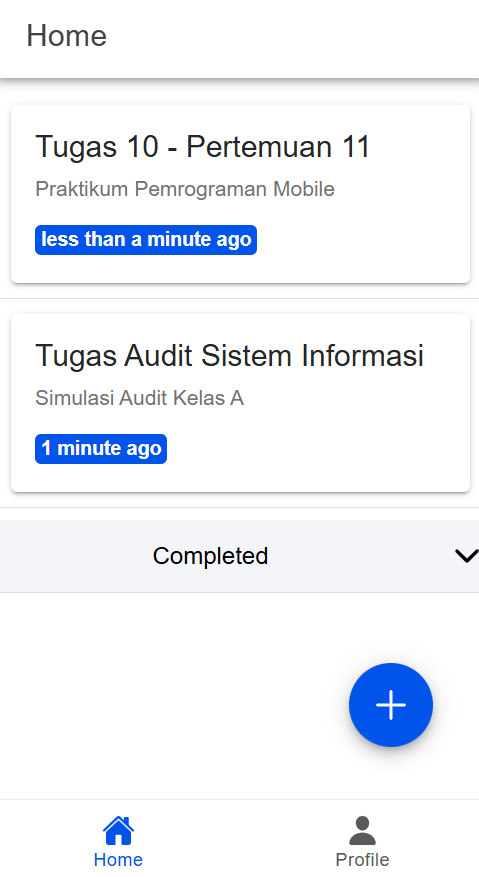 Home
Tugas 10 - Pertemuan 11
Praktikum Pemrograman Mobile
less than a minute ago
Tugas Audit Sistem Informasi
Simulasi Audit Kelas A
1 minute ago
Completed
Home
Profile